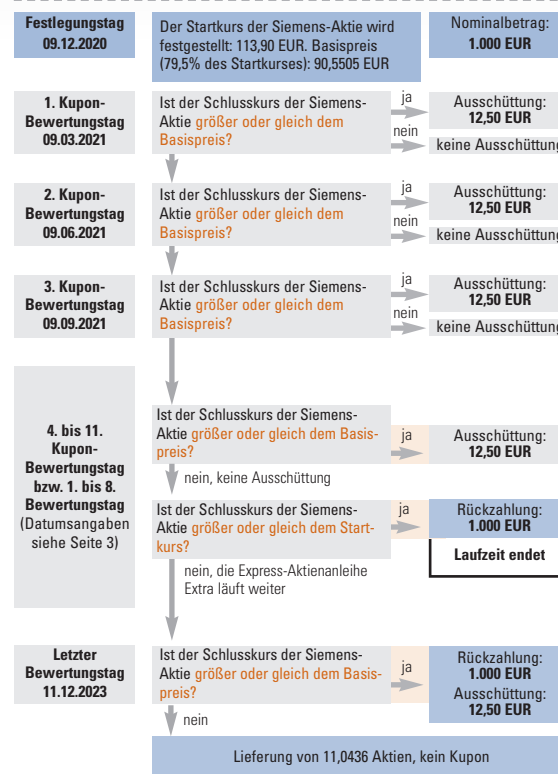 Festlegungstag
09.12.2020
Der Startkurs der Siemens-Aktie wird
festgestellt: 113,90 EUR. Basispreis
(79,5% des Startkurses): 90,5505 EUR
Nominalbetrag:
1.000 EUR
1. Kupon-
Bewertungstag
09.03.2021
Ist der Schlusskurs der Siemens-
Aktie größer oder gleich dem
Basispreis?
ja
Ausschüttung:
12,50 EUR
nein
keine Ausschüttung
2. Kupon-
Bewertungstag
09.06.2021
Ist der Schlusskurs der Siemens-
Aktie größer oder gleich dem
Basispreis?
ja
Ausschüttung:
12,50 EUR
nein
keine Ausschüttung
3. Kupon-
Bewertungstag
09.09.2021
Ist der Schlusskurs der Siemens-
Aktie größer oder gleich dem
Basispreis?
ja
Ausschüttung:
12,50 EUR
nein
keine Ausschüttung
4. bis 11.
Kupon-
Bewertungstag
bzw. 1. bis 8.
Bewertungstag
(Datumsangaben
siehe Seite 3)
Ist der Schlusskurs der Siemens-
Aktie größer oder gleich dem Basis-
preis?
ja
Ausschüttung:
12,50 EUR
nein, keine Ausschüttung
Ist der Schlusskurs der Siemens-
Aktie größer oder gleich dem Start-
kurs?
ja
Rückzahlung:
1.000 EUR
Laufzeit endet
nein, die Express-Aktienanleihe
Extra läuft weiter
Letzter
Bewertungstag
11.12.2023
Ist der Schlusskurs der Siemens-
Aktie größer oder gleich dem Basis-
preis?
ja
Rückzahlung:
1.000 EUR
Ausschüttung:
12,50 EUR
nein
Lieferung von 11,0436 Aktien, kein Kupon